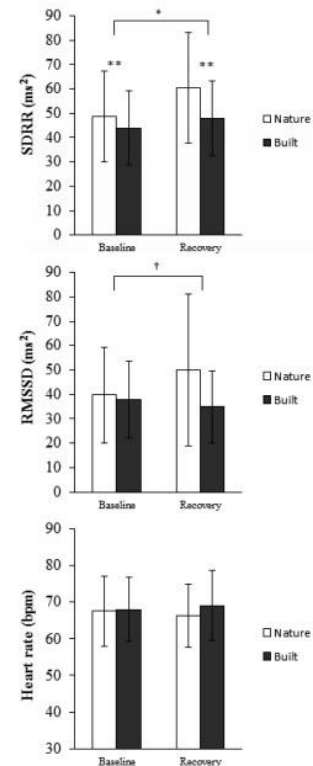 90
*
80
70
**
**
60
50
40
30
20
10
0
SDRR (ms²)
Nature
Built
Baseline
Recovery
90
†
80
70
60
50
40
30
20
10
0
RMSSD (ms²)
Nature
Built
Baseline
Recovery
90
80
70
60
50
40
30
Heart rate (bpm)
Nature
Built
Baseline
Recovery